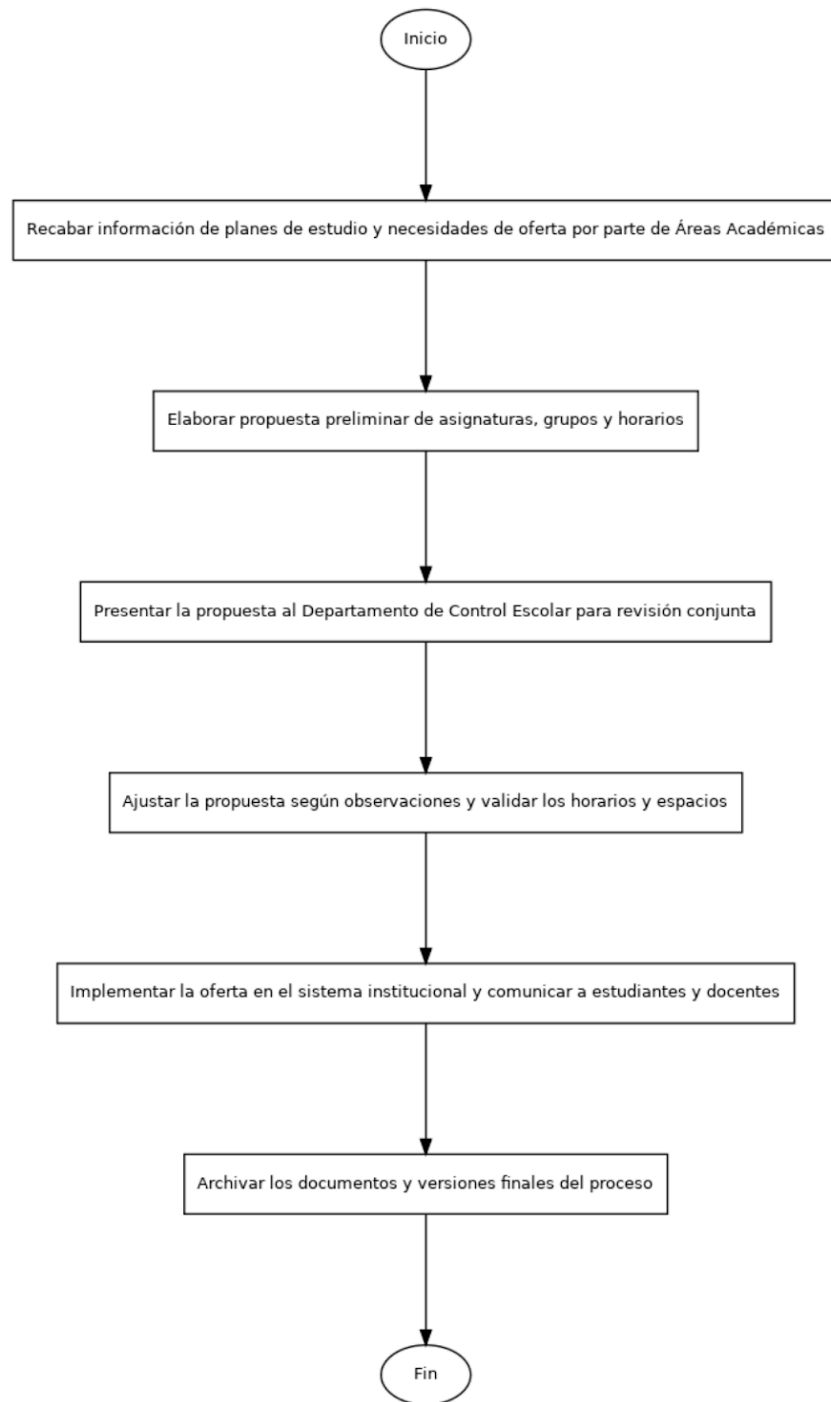 Inicio
Recabar información de planes de estudio y necesidades de oferta por parte de Áreas Académicas
Elaborar propuesta preliminar de asignaturas, grupos y horarios
Presentar la propuesta al Departamento de Control Escolar para revisión conjunta
Ajustar la propuesta según observaciones y validar los horarios y espacios
Implementar la oferta en el sistema institucional y comunicar a estudiantes y docentes
Archivar los documentos y versiones finales del proceso
Fin